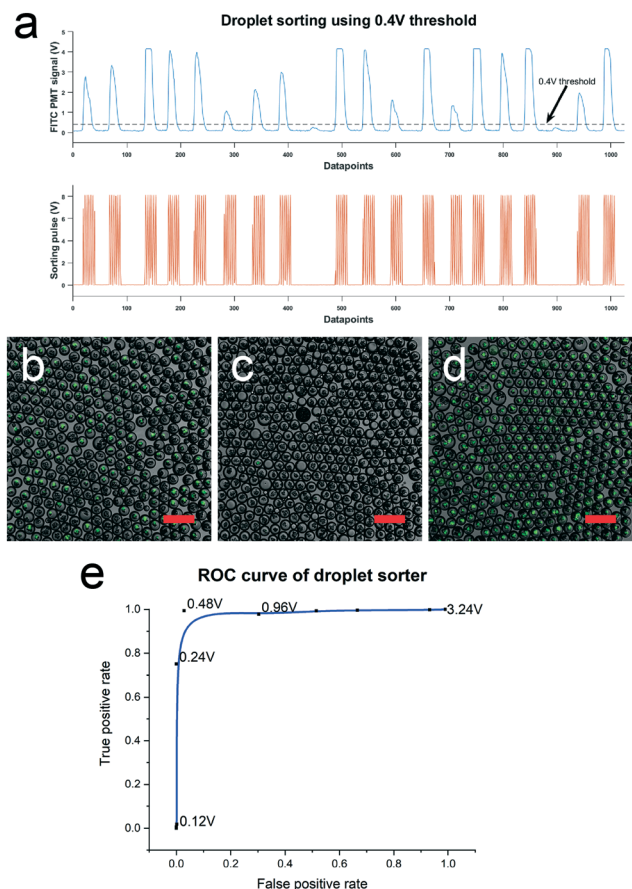 a
Droplet sorting using 0.4V threshold
FITC PMT signal (V)
5
4
3
2
1
0
0.4V threshold
0 100 200 300 400 500 600 700 800 900 1000
Datapoints
Sorting pulse (V)
8
6
4
2
0
0 100 200 300 400 500 600 700 800 900 1000
Datapoints
b c d
e
ROC curve of droplet sorter
True positive rate
1.0
0.8
0.6
0.4
0.2
0.0
0.48V
0.96V
3.24V
0.24V
0.12V
0.0 0.2 0.4 0.6 0.8 1.0
False positive rate